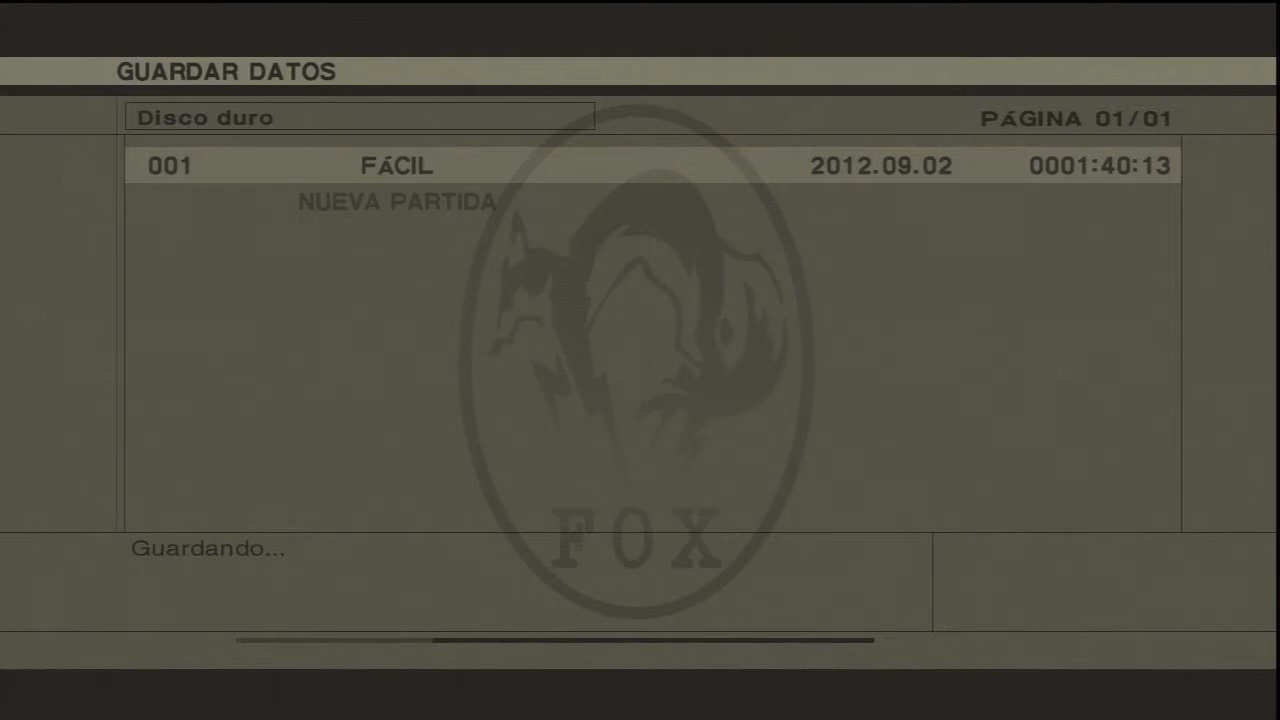 GUARDAR DATOS
Disco duro
PÁGINA 01/01
001 FáCIL 2012.09.02 0001:40:13
NUEVA PARTIDA
FOX
Guardando...